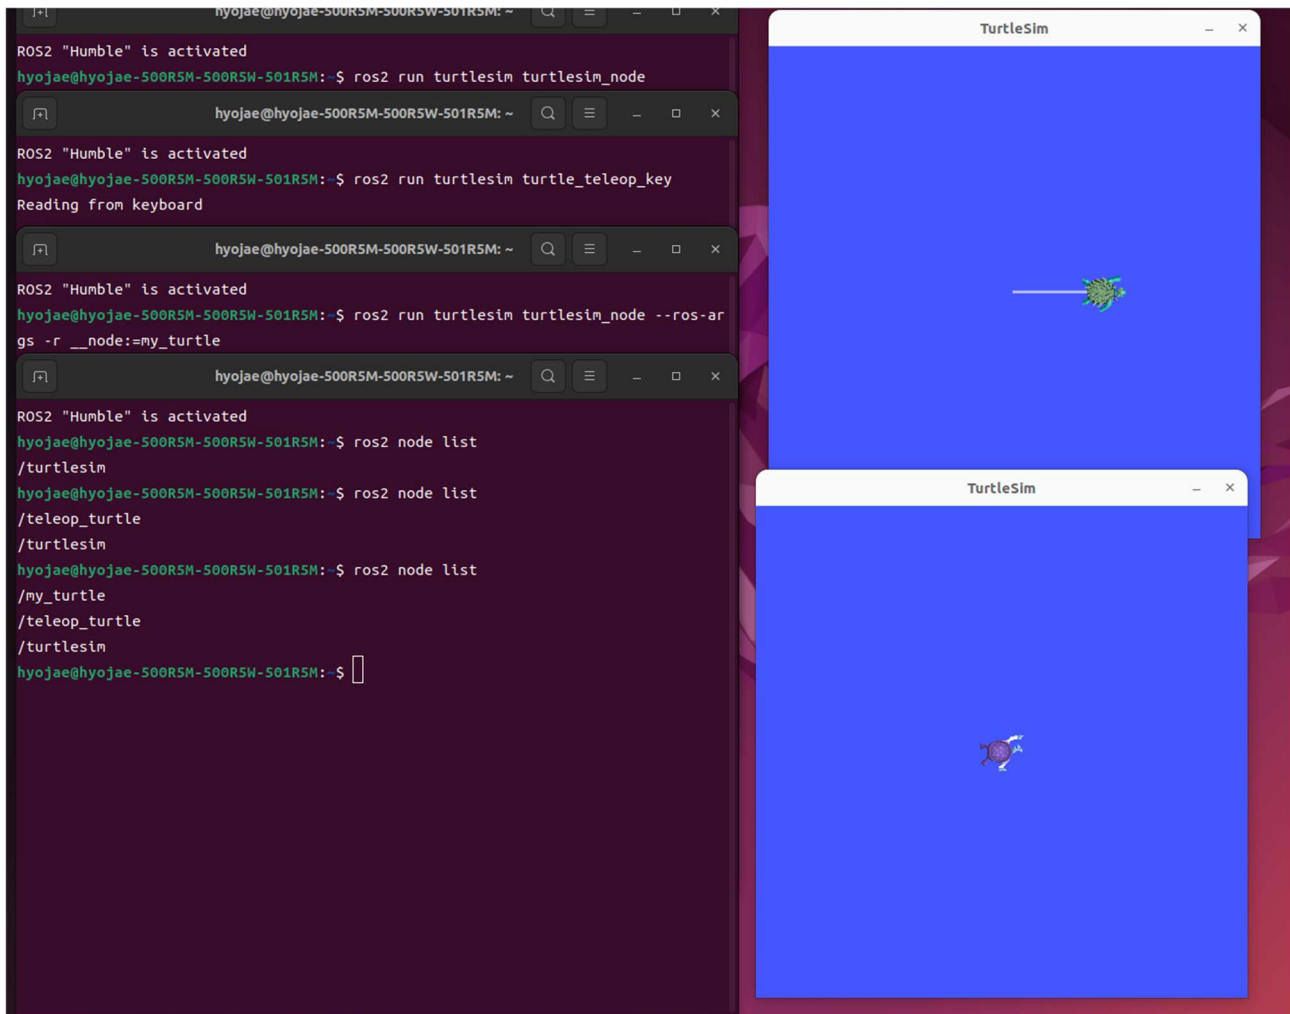 hyojae@hyojae-500R5M-500R5W-501R5M: ~
ROS2 "Humble" is activated
hyojae@hyojae-500R5M-500R5W-501R5M:~$ ros2 run turtlesim turtlesim_node
hyojae@hyojae-500R5M-500R5W-501R5M: ~
ROS2 "Humble" is activated
hyojae@hyojae-500R5M-500R5W-501R5M:~$ ros2 run turtlesim turtle_teleop_key
Reading from keyboard
hyojae@hyojae-500R5M-500R5W-501R5M: ~
ROS2 "Humble" is activated
hyojae@hyojae-500R5M-500R5W-501R5M:~$ ros2 run turtlesim turtlesim_node --ros-ar
gs -r __node:=my_turtle
hyojae@hyojae-500R5M-500R5W-501R5M: ~
ROS2 "Humble" is activated
hyojae@hyojae-500R5M-500R5W-501R5M:~$ ros2 node list
/turtlesim
hyojae@hyojae-500R5M-500R5W-501R5M:~$ ros2 node list
/teleop_turtle
/turtlesim
hyojae@hyojae-500R5M-500R5W-501R5M:~$ ros2 node list
/my_turtle
/teleop_turtle
/turtlesim
hyojae@hyojae-500R5M-500R5W-501R5M:~$
TurtleSim
TurtleSim